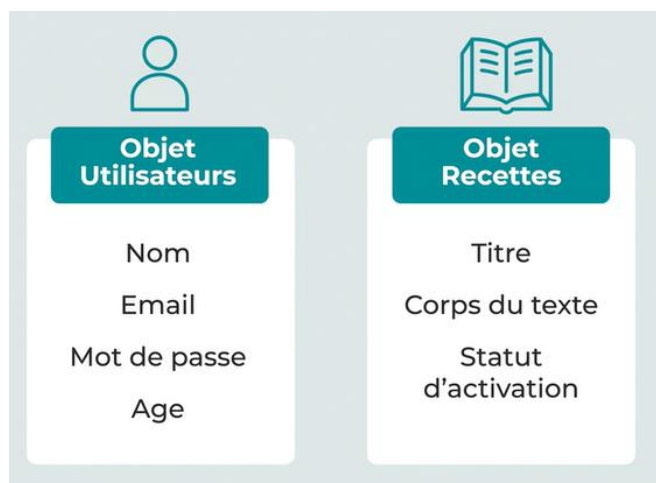 Objet
Utilisateurs
Nom
Email
Mot de passe
Age
Objet
Recettes
Titre
Corps du texte
Statut
d’activation